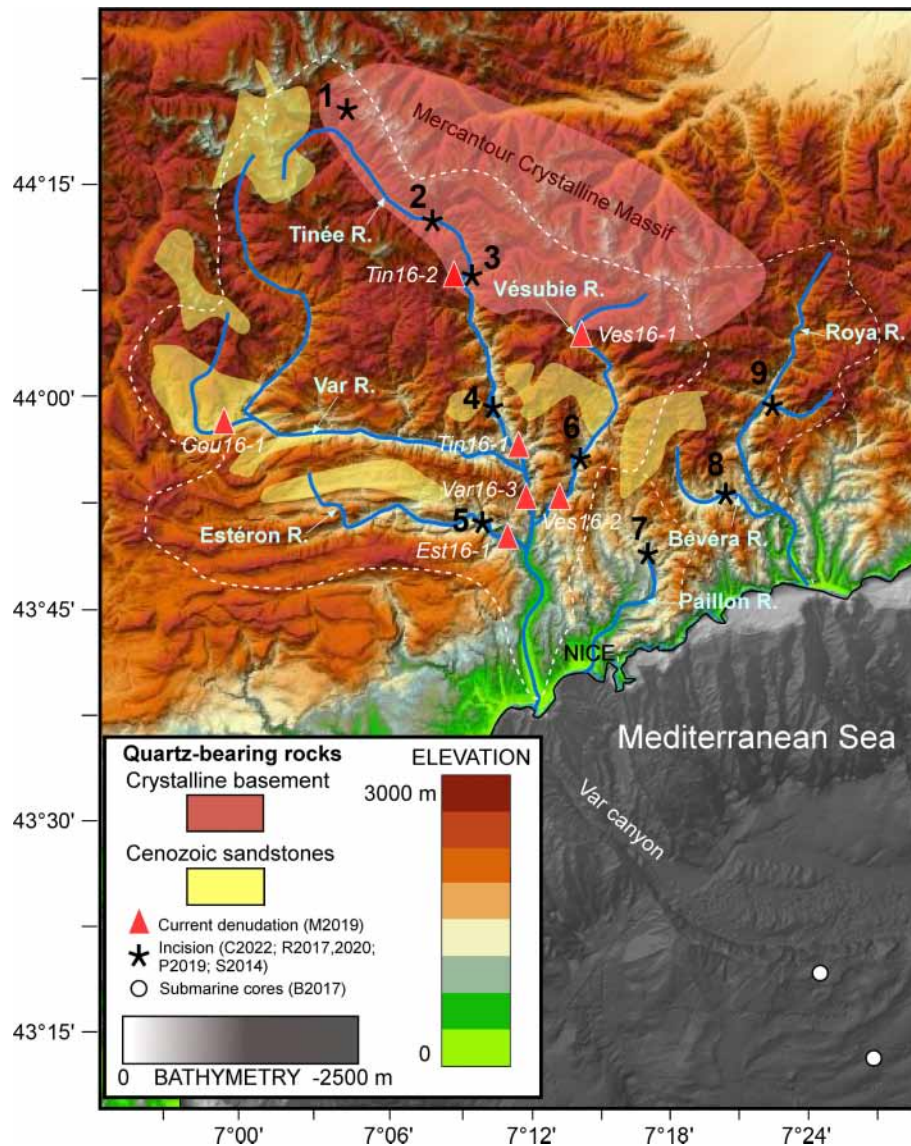 1
Mercantour Crystalline Massif
44°15'
2
Tinée R.
3
Tin16-2
Vésubie R.
Ves16-1
Roya R.
44°00'
Var R.
4
9
Gou16-1
Tin16-1
6
Var16-3
Ves16-2
8
Estéron R.
5
Est16-1
7
Bévéra R.
43°45'
Paillon R.
NICE
Mediterranean Sea
Var canyon
43°30'
43°15'
Quartz-bearing rocks
Crystalline basement
Cenozoic sandstones
Current denudation (M2019)
Incision (C2022; R2017,2020;
P2019; S2014)
Submarine cores (B2017)
0 BATHYMETRY -2500 m
ELEVATION
3000 m
0
7°00' 7°06' 7°12' 7°18' 7°24'